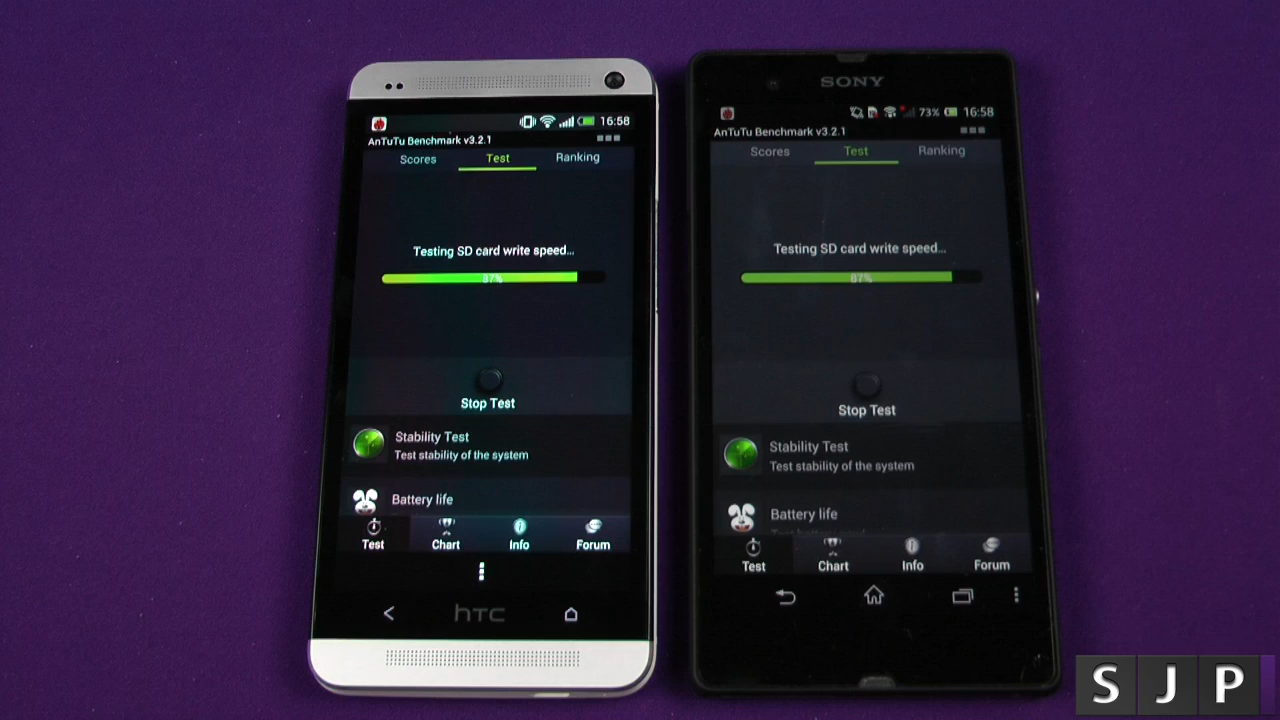 16:58
AnTuTu Benchmark v3.2.1
Scores Test Ranking
Testing SD card write speed...
87%
Stop Test
Stability Test
Test stability of the system
Battery life
Test Chart Info Forum
htc
SONY
73% 16:58
AnTuTu Benchmark v3.2.1
Scores Test Ranking
Testing SD card write speed...
87%
Stop Test
Stability Test
Test stability of the system
Battery life
Test Chart Info Forum
SJP